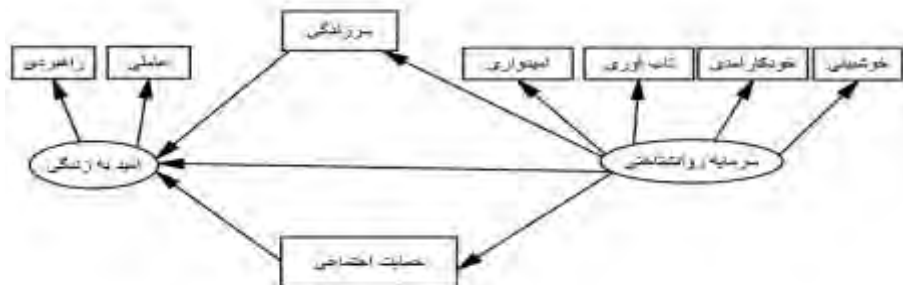 سرزندگی
خوشبینی
خودکارآمدی
تاب آوری
امیدواری
عاملی
راهبردی
سرمایه روانشناختی
امید به زندگی
حمایت اجتماعی